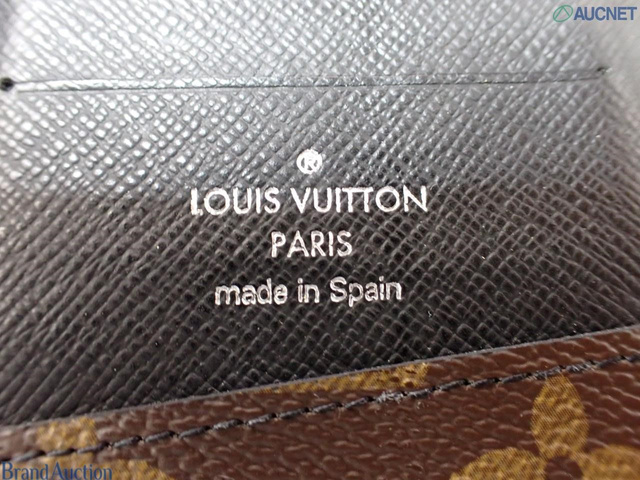 AUCNET
®
LOUIS VUITTON
PARIS
made in Spain
Brand Auction